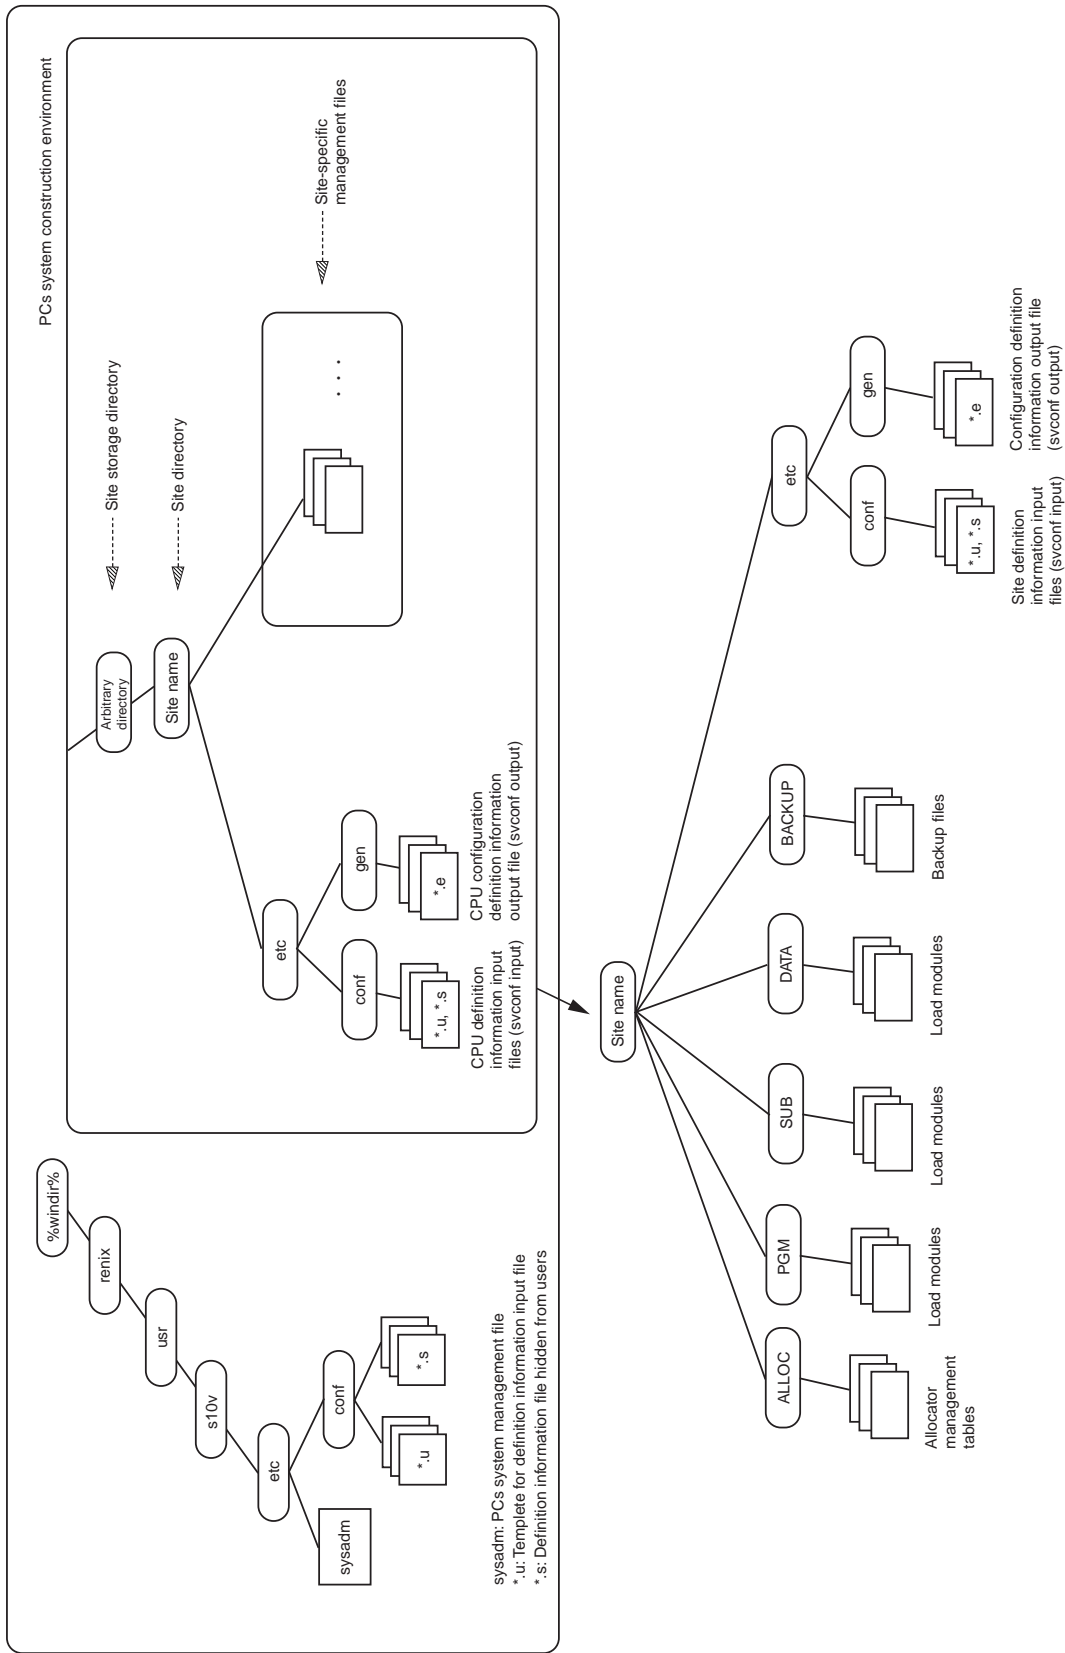 PCs system construction environment
%windir%
renix
usr
s10v
etc
sysadm
conf
*.u
*.s
sysadm: PCs system management file
*.u: Templete for definition information input file
*.s: Definition information file hidden from users
Arbitrary
directory
Site storage directory
Site name
Site directory
etc
conf
gen
*.u, *.s
*.e
CPU definition
information input
files (svconf input)
CPU configuration
definition information
output file (svconf output)
. . .
Site-specific
management files
Site name
ALLOC
PGM
SUB
DATA
BACKUP
etc
conf
gen
*.u, *.s
*.e
Allocator
management
tables
Load modules
Load modules
Load modules
Backup files
Site definition
information input
files (svconf input)
Configuration definition
information output file
(svconf output)